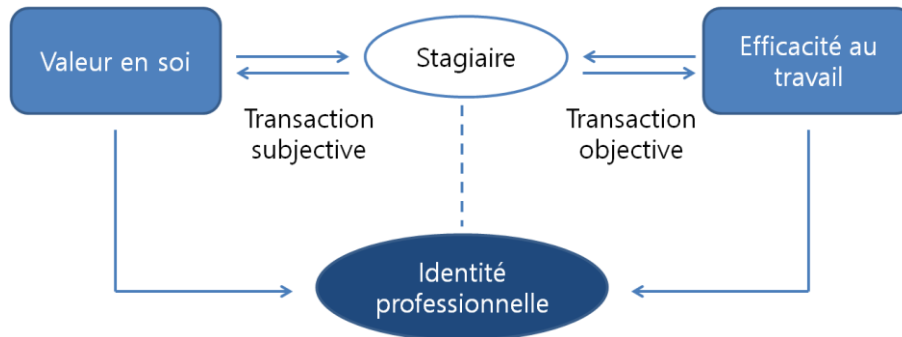 Valeur en soi
Stagiaire
Efficacité au
travail
Transaction
subjective
Transaction
objective
Identité
professionnelle